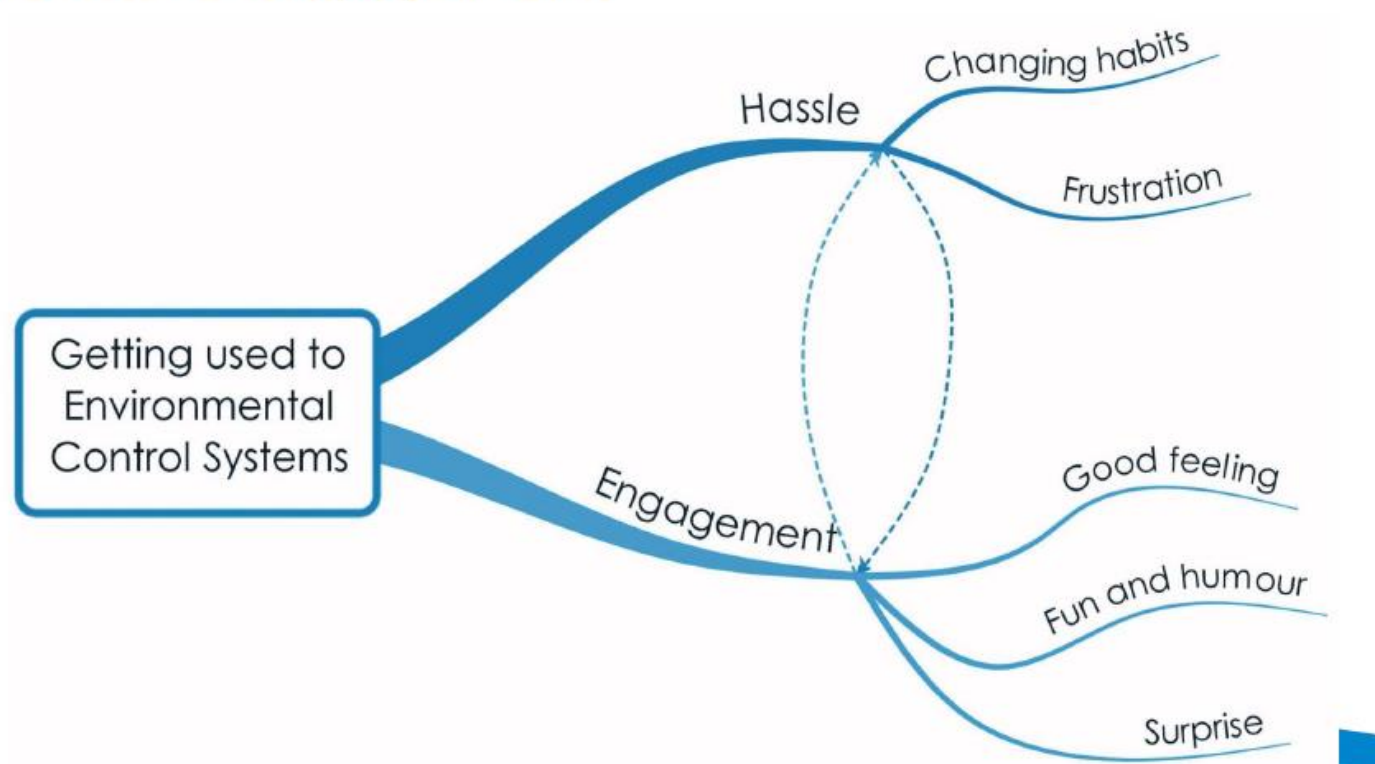 Getting used to
Environmental
Control Systems
Hassle
Changing habits
Frustration
Engagement
Good feeling
Fun and humour
Surprise